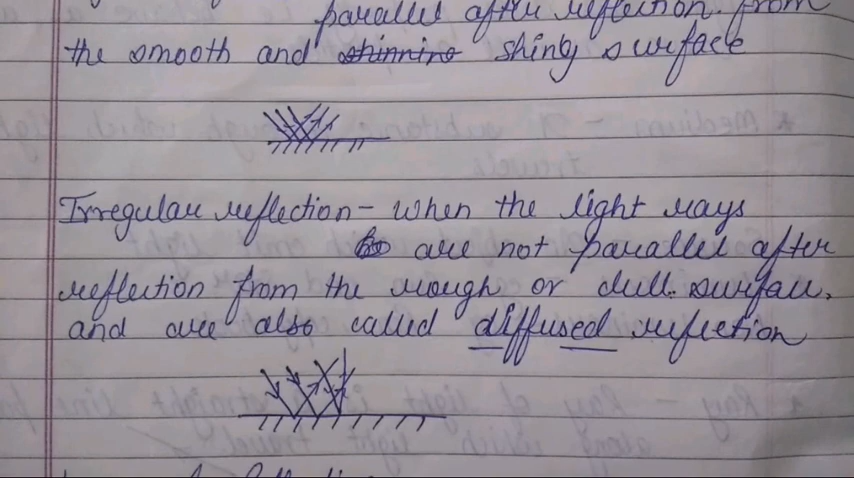 parallel after reflection from
the smooth and shinning shiny surface
Irregular reflection - when the light rays
are not parallel after
reflection from the rough or dull. surface,
and are also called diffused reflection